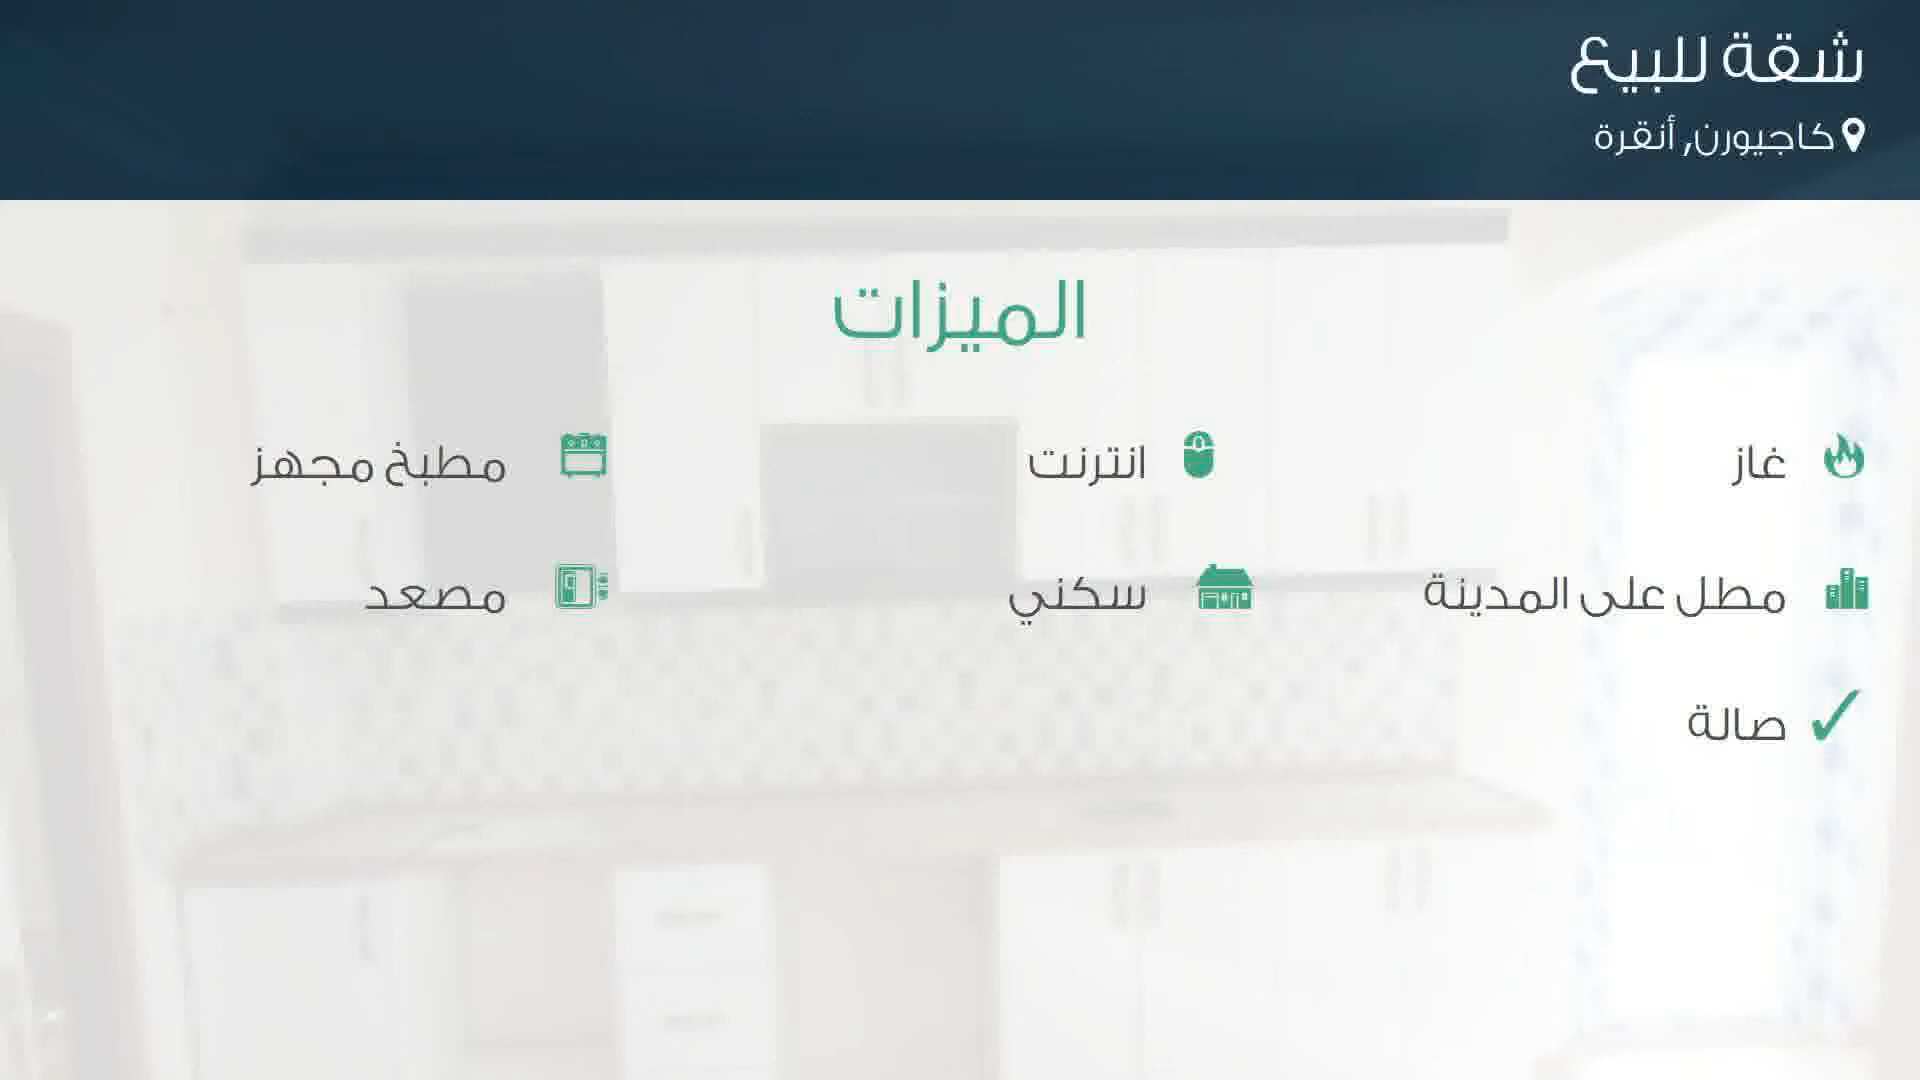 شقة للبيع
كاجيورن, أنقرة
الميزات
غاز
انترنت
مطبخ مجهز
مطل على المدينة
سكني
مصعد
صالة